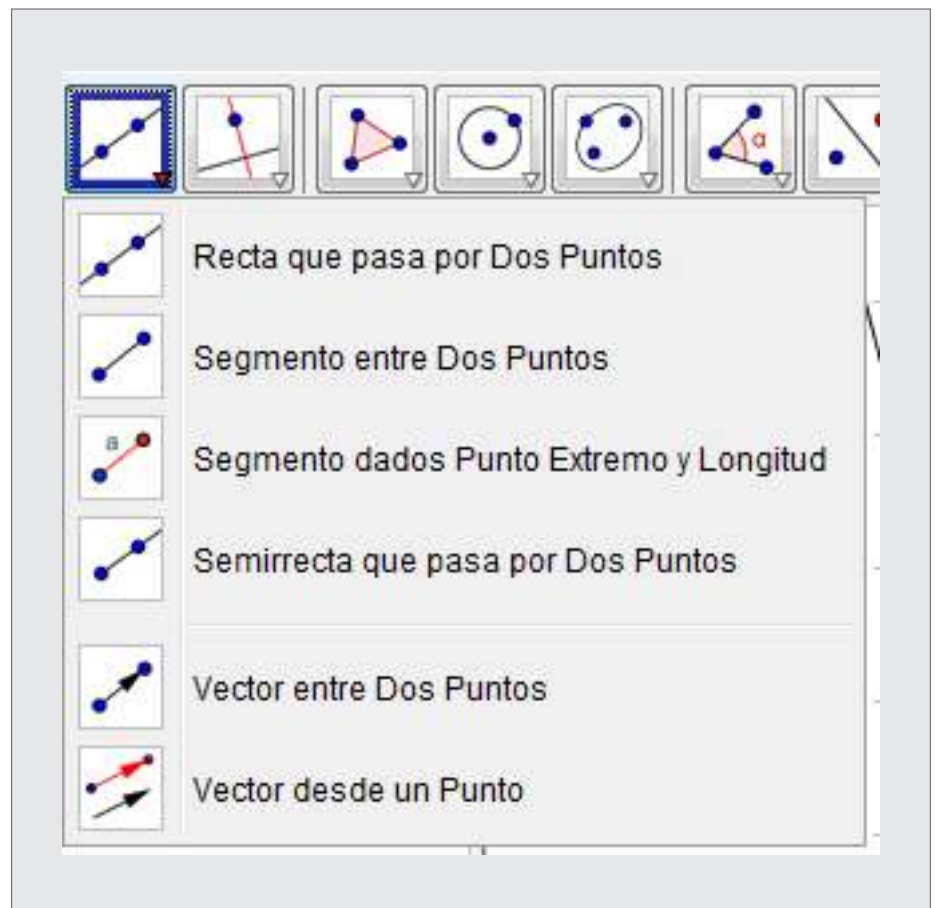 α
Recta que pasa por Dos Puntos
Segmento entre Dos Puntos
a
Segmento dados Punto Extremo y Longitud
Semirrecta que pasa por Dos Puntos
Vector entre Dos Puntos
Vector desde un Punto